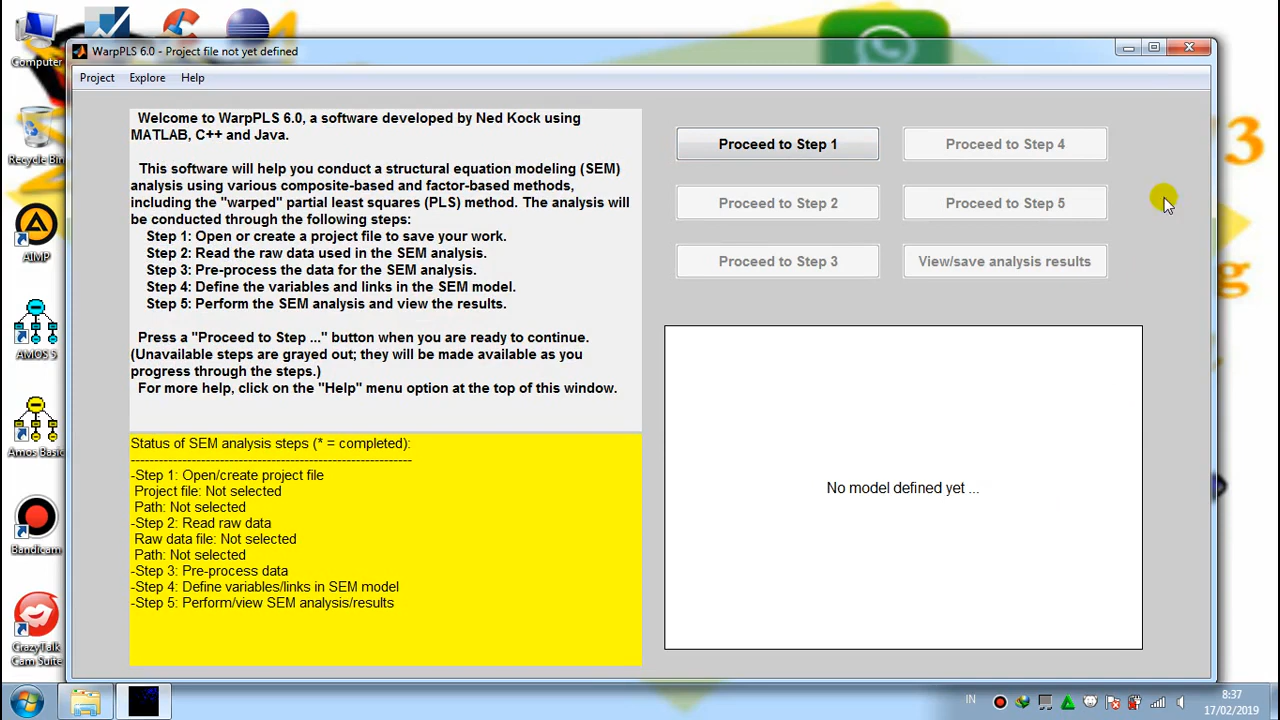 Computer
Recycle Bin
AIMP
AMOS 5
Amos Basic
Bandicam
CrazyTalk
Cam Suite
WarpPLS 6.0 - Project file not yet defined
Project Explore Help
Welcome to WarpPLS 6.0, a software developed by Ned Kock using
MATLAB, C++ and Java.
This software will help you conduct a structural equation modeling (SEM)
analysis using various composite-based and factor-based methods,
including the "warped" partial least squares (PLS) method. The analysis will
be conducted through the following steps:
Step 1: Open or create a project file to save your work.
Step 2: Read the raw data used in the SEM analysis.
Step 3: Pre-process the data for the SEM analysis.
Step 4: Define the variables and links in the SEM model.
Step 5: Perform the SEM analysis and view the results.
Press a "Proceed to Step ..." button when you are ready to continue.
(Unavailable steps are grayed out; they will be made available as you
progress through the steps.)
For more help, click on the "Help" menu option at the top of this window.
Status of SEM analysis steps (* = completed):
------------------------------------------------------------
-Step 1: Open/create project file
Project file: Not selected
Path: Not selected
-Step 2: Read raw data
Raw data file: Not selected
Path: Not selected
-Step 3: Pre-process data
-Step 4: Define variables/links in SEM model
-Step 5: Perform/view SEM analysis/results
Proceed to Step 1
Proceed to Step 4
Proceed to Step 2
Proceed to Step 5
Proceed to Step 3
View/save analysis results
No model defined yet ...
3
g
IN
8:37
17/02/2019